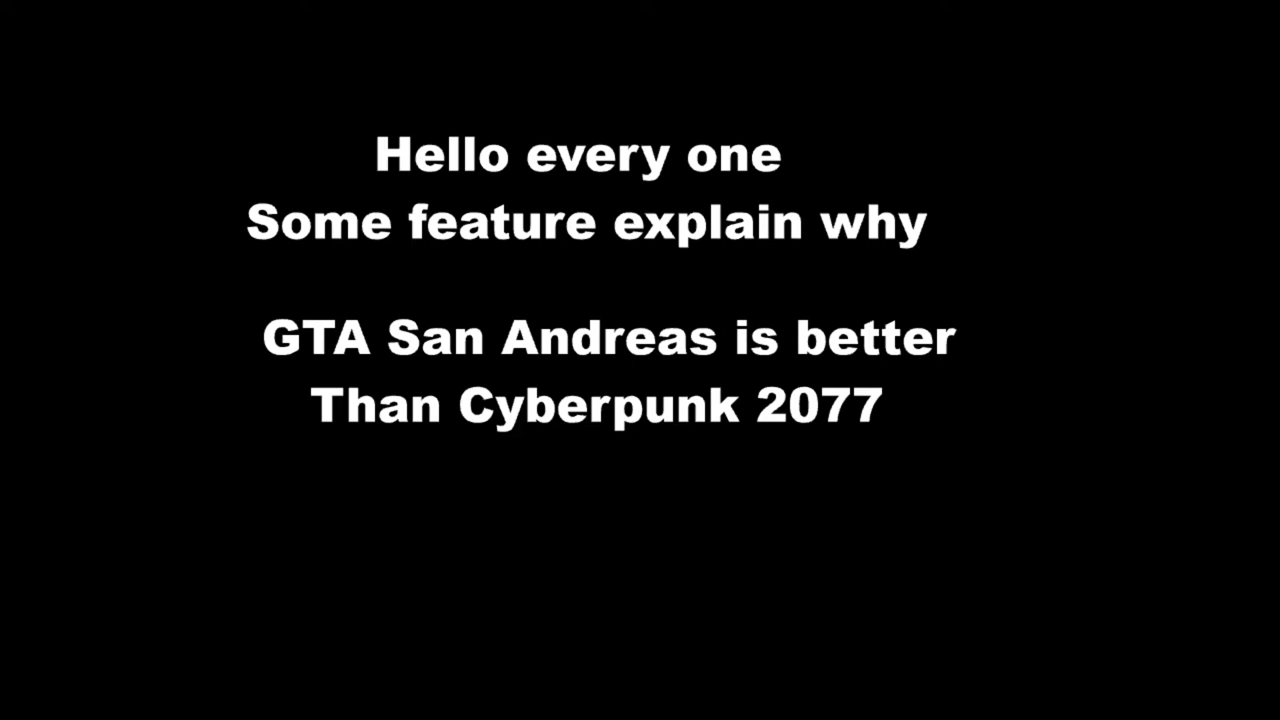 Hello every one
Some feature explain why
GTA San Andreas is better
Than Cyberpunk 2077